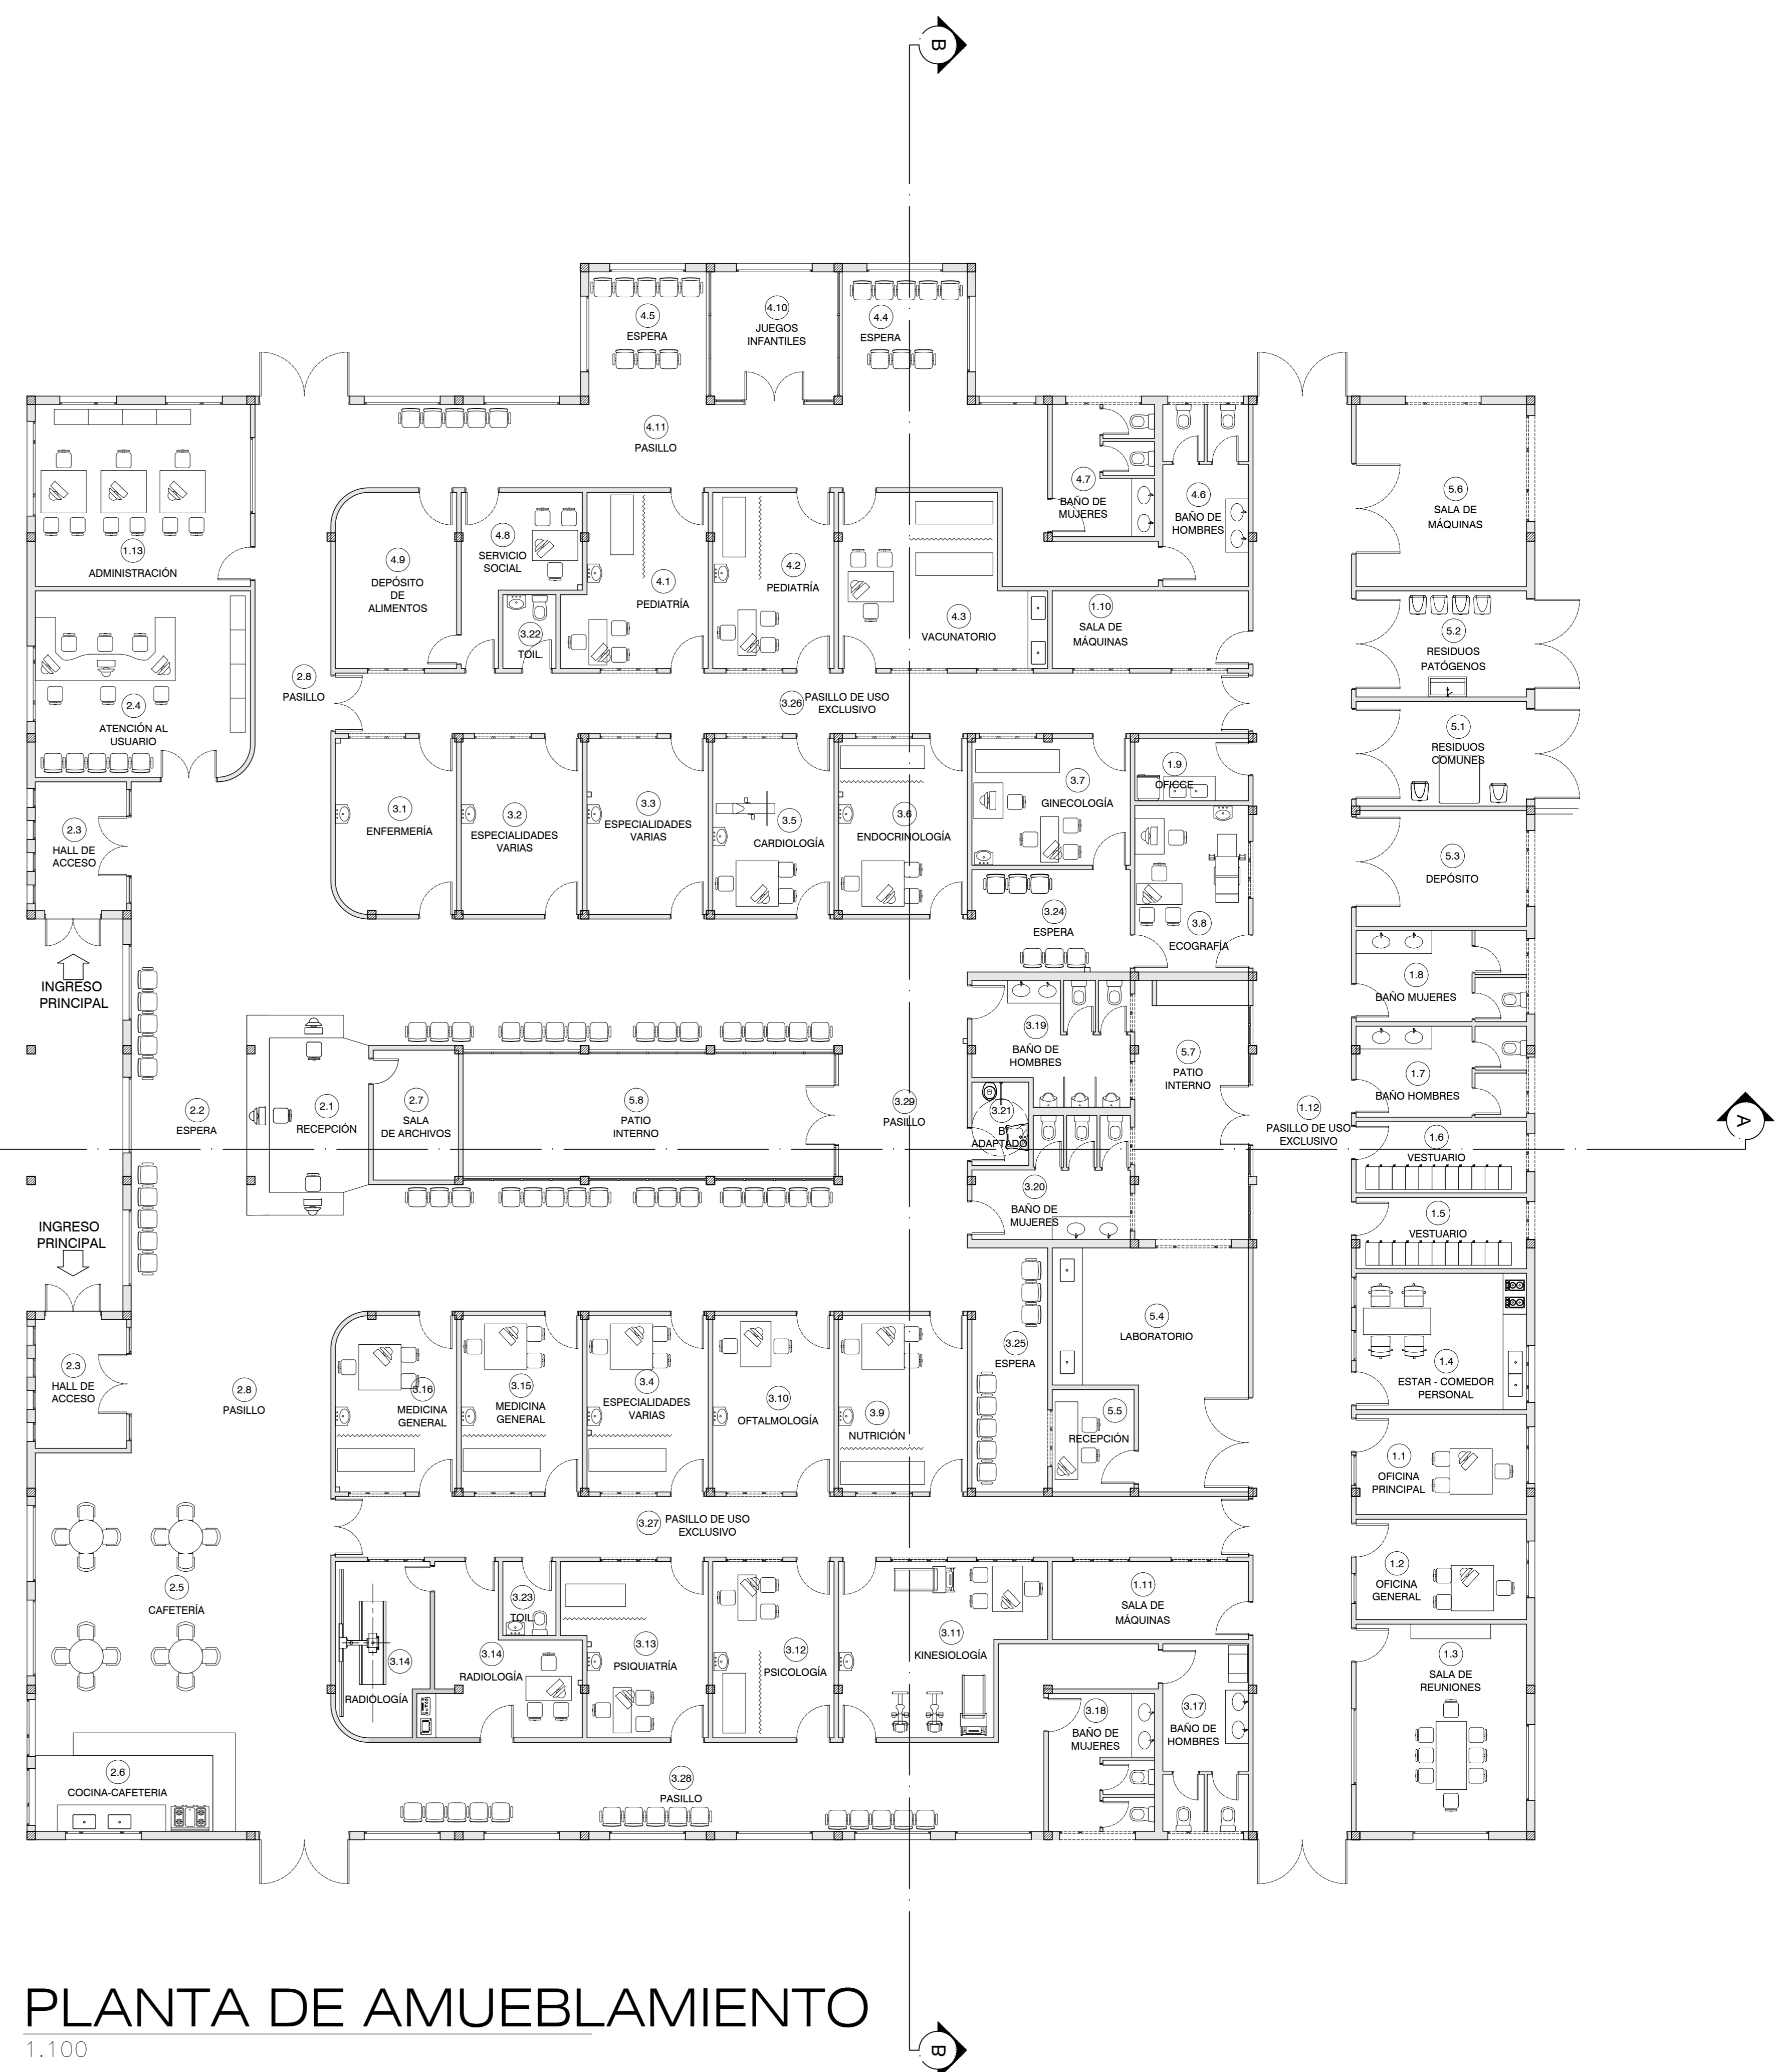 B
4.5
ESPERA
4.10
JUEGOS
INFANTILES
4.4
ESPERA
4.11
PASILLO
1.13
ADMINISTRACIÓN
4.9
DEPÓSITO
DE
ALIMENTOS
4.8
SERVICIO
SOCIAL
3.22
TOIL.
4.1
PEDIATRÍA
4.2
PEDIATRÍA
4.3
VACUNATORIO
4.7
BAÑO DE
MUJERES
4.6
BAÑO DE
HOMBRES
1.10
SALA DE
MÁQUINAS
5.6
SALA DE
MÁQUINAS
5.2
RESIDUOS
PATÓGENOS
2.4
ATENCIÓN AL
USUARIO
2.8
PASILLO
3.26
PASILLO DE USO
EXCLUSIVO
5.1
RESIDUOS
COMUNES
2.3
HALL DE
ACCESO
3.1
ENFERMERÍA
3.2
ESPECIALIDADES
VARIAS
3.3
ESPECIALIDADES
VARIAS
3.5
CARDIOLOGÍA
3.6
ENDOCRINOLOGÍA
3.7
GINECOLOGÍA
1.9
OFICCE
3.24
ESPERA
3.8
ECOGRAFÍA
5.3
DEPÓSITO
1.8
BAÑO MUJERES
INGRESO
PRINCIPAL
3.19
BAÑO DE
HOMBRES
5.7
PATIO
INTERNO
1.7
BAÑO HOMBRES
2.2
ESPERA
2.1
RECEPCIÓN
2.7
SALA
DE ARCHIVOS
5.8
PATIO
INTERNO
3.29
PASILLO
3.21
Bº
ADAPTADO
1.12
PASILLO DE USO
EXCLUSIVO
A
1.6
VESTUARIO
3.20
BAÑO DE
MUJERES
1.5
VESTUARIO
INGRESO
PRINCIPAL
2.3
HALL DE
ACCESO
2.8
PASILLO
3.16
MEDICINA
GENERAL
3.15
MEDICINA
GENERAL
3.4
ESPECIALIDADES
VARIAS
3.10
OFTALMOLOGÍA
3.9
NUTRICIÓN
3.25
ESPERA
5.4
LABORATORIO
5.5
RECEPCIÓN
1.4
ESTAR - COMEDOR
PERSONAL
1.1
OFICINA
PRINCIPAL
3.27
PASILLO DE USO
EXCLUSIVO
1.2
OFICINA
GENERAL
2.5
CAFETERÍA
3.14
RADIOLOGÍA
3.14
RADIOLOGÍA
3.23
TOIL.
3.13
PSIQUIATRÍA
3.12
PSICOLOGÍA
3.11
KINESIOLOGÍA
1.11
SALA DE
MÁQUINAS
1.3
SALA DE
REUNIONES
3.18
BAÑO DE
MUJERES
3.17
BAÑO DE
HOMBRES
2.6
COCINA-CAFETERIA
3.28
PASILLO
PLANTA DE AMUEBLAMIENTO
1.100
B